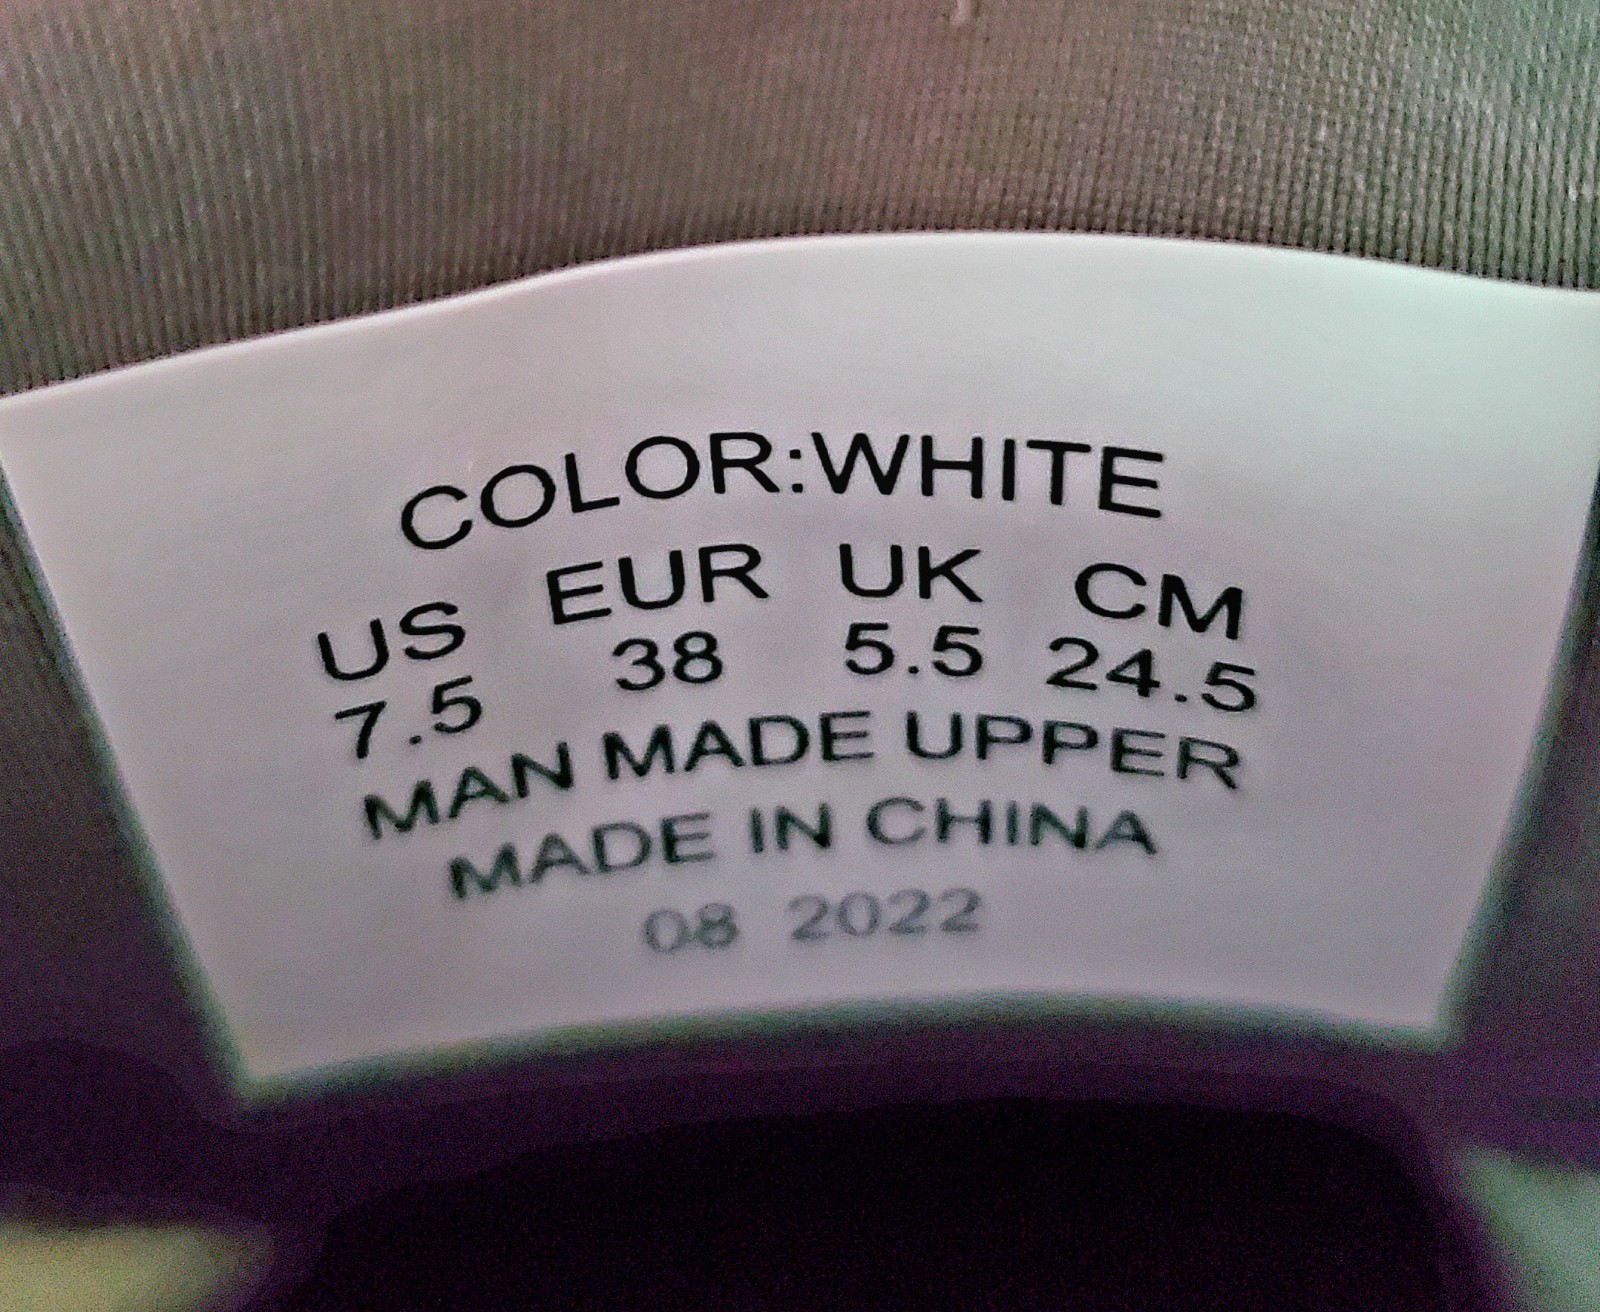 COLOR:WHITE
US EUR UK CM
7.5 38 5.5 24.5
MAN MADE UPPER
MADE IN CHINA
08 2022